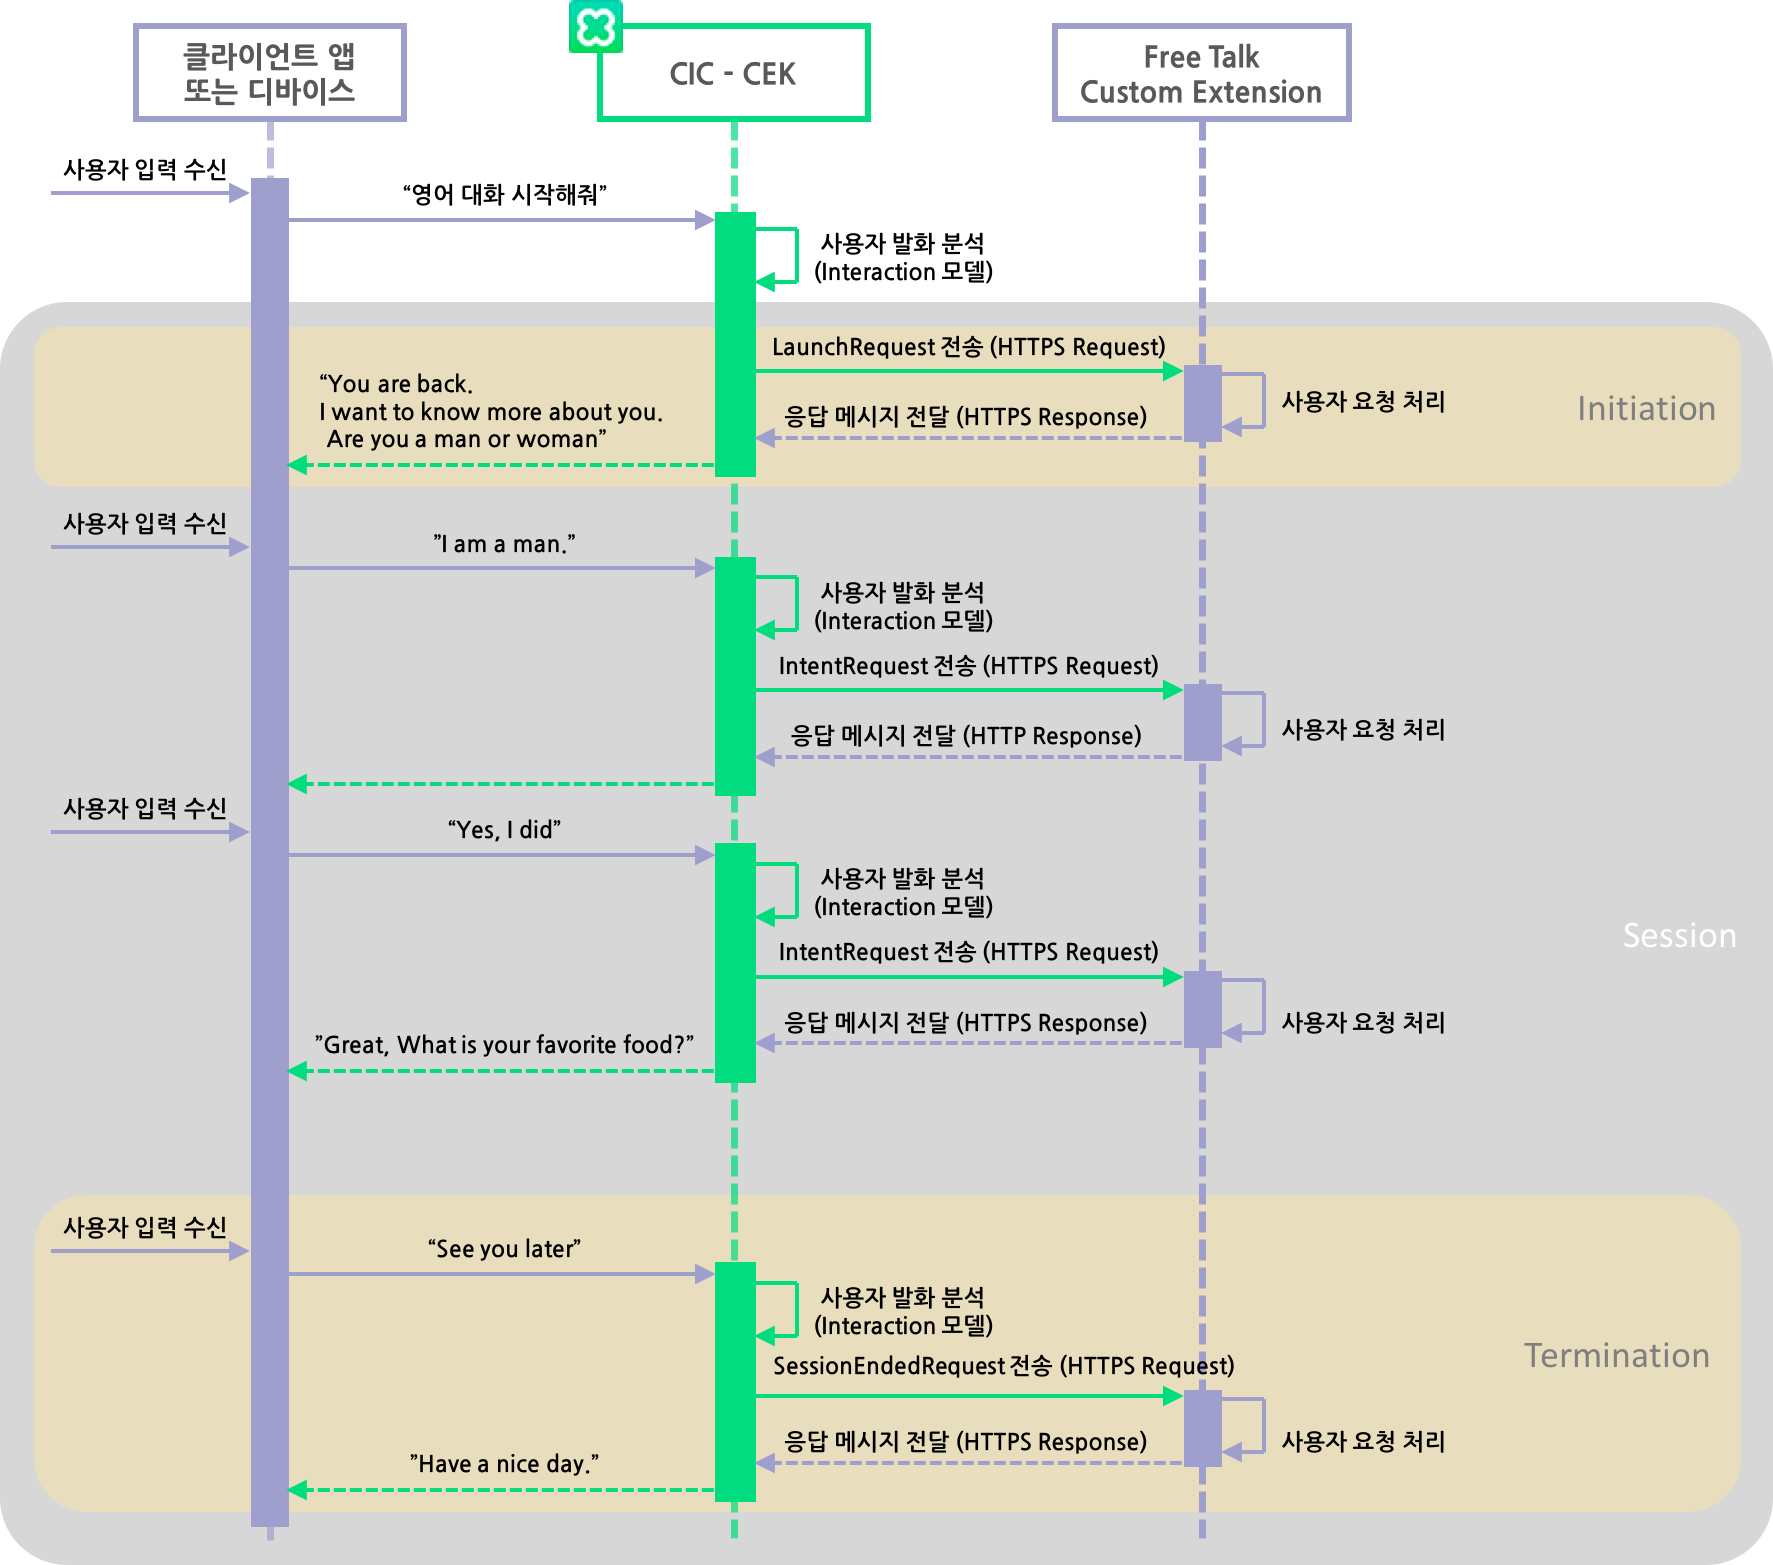 클라이언트 앱
또는 디바이스
CIC - CEK
Free Talk
Custom Extension
사용자 입력 수신
“영어 대화 시작해줘”
사용자 발화 분석
(Interaction 모델)
LaunchRequest 전송 (HTTPS Request)
“You are back.
I want to know more about you.
Are you a man or woman”
응답 메시지 전달 (HTTPS Response)
사용자 요청 처리
Initiation
사용자 입력 수신
”I am a man.”
사용자 발화 분석
(Interaction 모델)
IntentRequest 전송 (HTTPS Request)
응답 메시지 전달 (HTTP Response)
사용자 요청 처리
사용자 입력 수신
“Yes, I did”
사용자 발화 분석
(Interaction 모델)
Session
IntentRequest 전송 (HTTPS Request)
응답 메시지 전달 (HTTPS Response)
사용자 요청 처리
”Great, What is your favorite food?”
사용자 입력 수신
“See you later”
사용자 발화 분석
(Interaction 모델)
Termination
SessionEndedRequest 전송 (HTTPS Request)
응답 메시지 전달 (HTTPS Response)
사용자 요청 처리
”Have a nice day.”